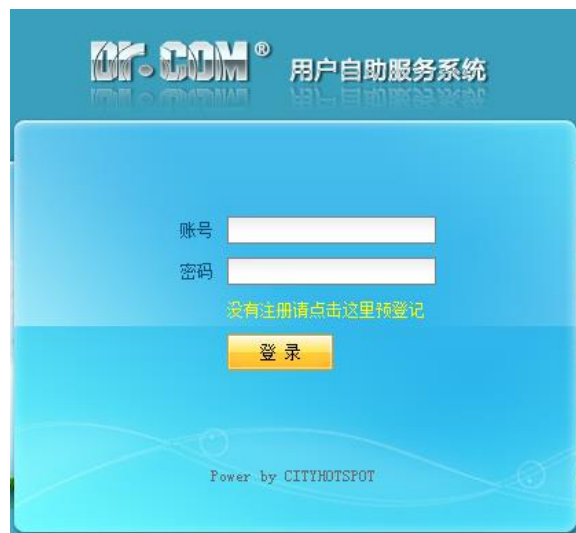 Dr.COM® 用户自助服务系统
账号
密码
没有注册请点击这里预登记
登 录
Power by CITYHOTSPOT